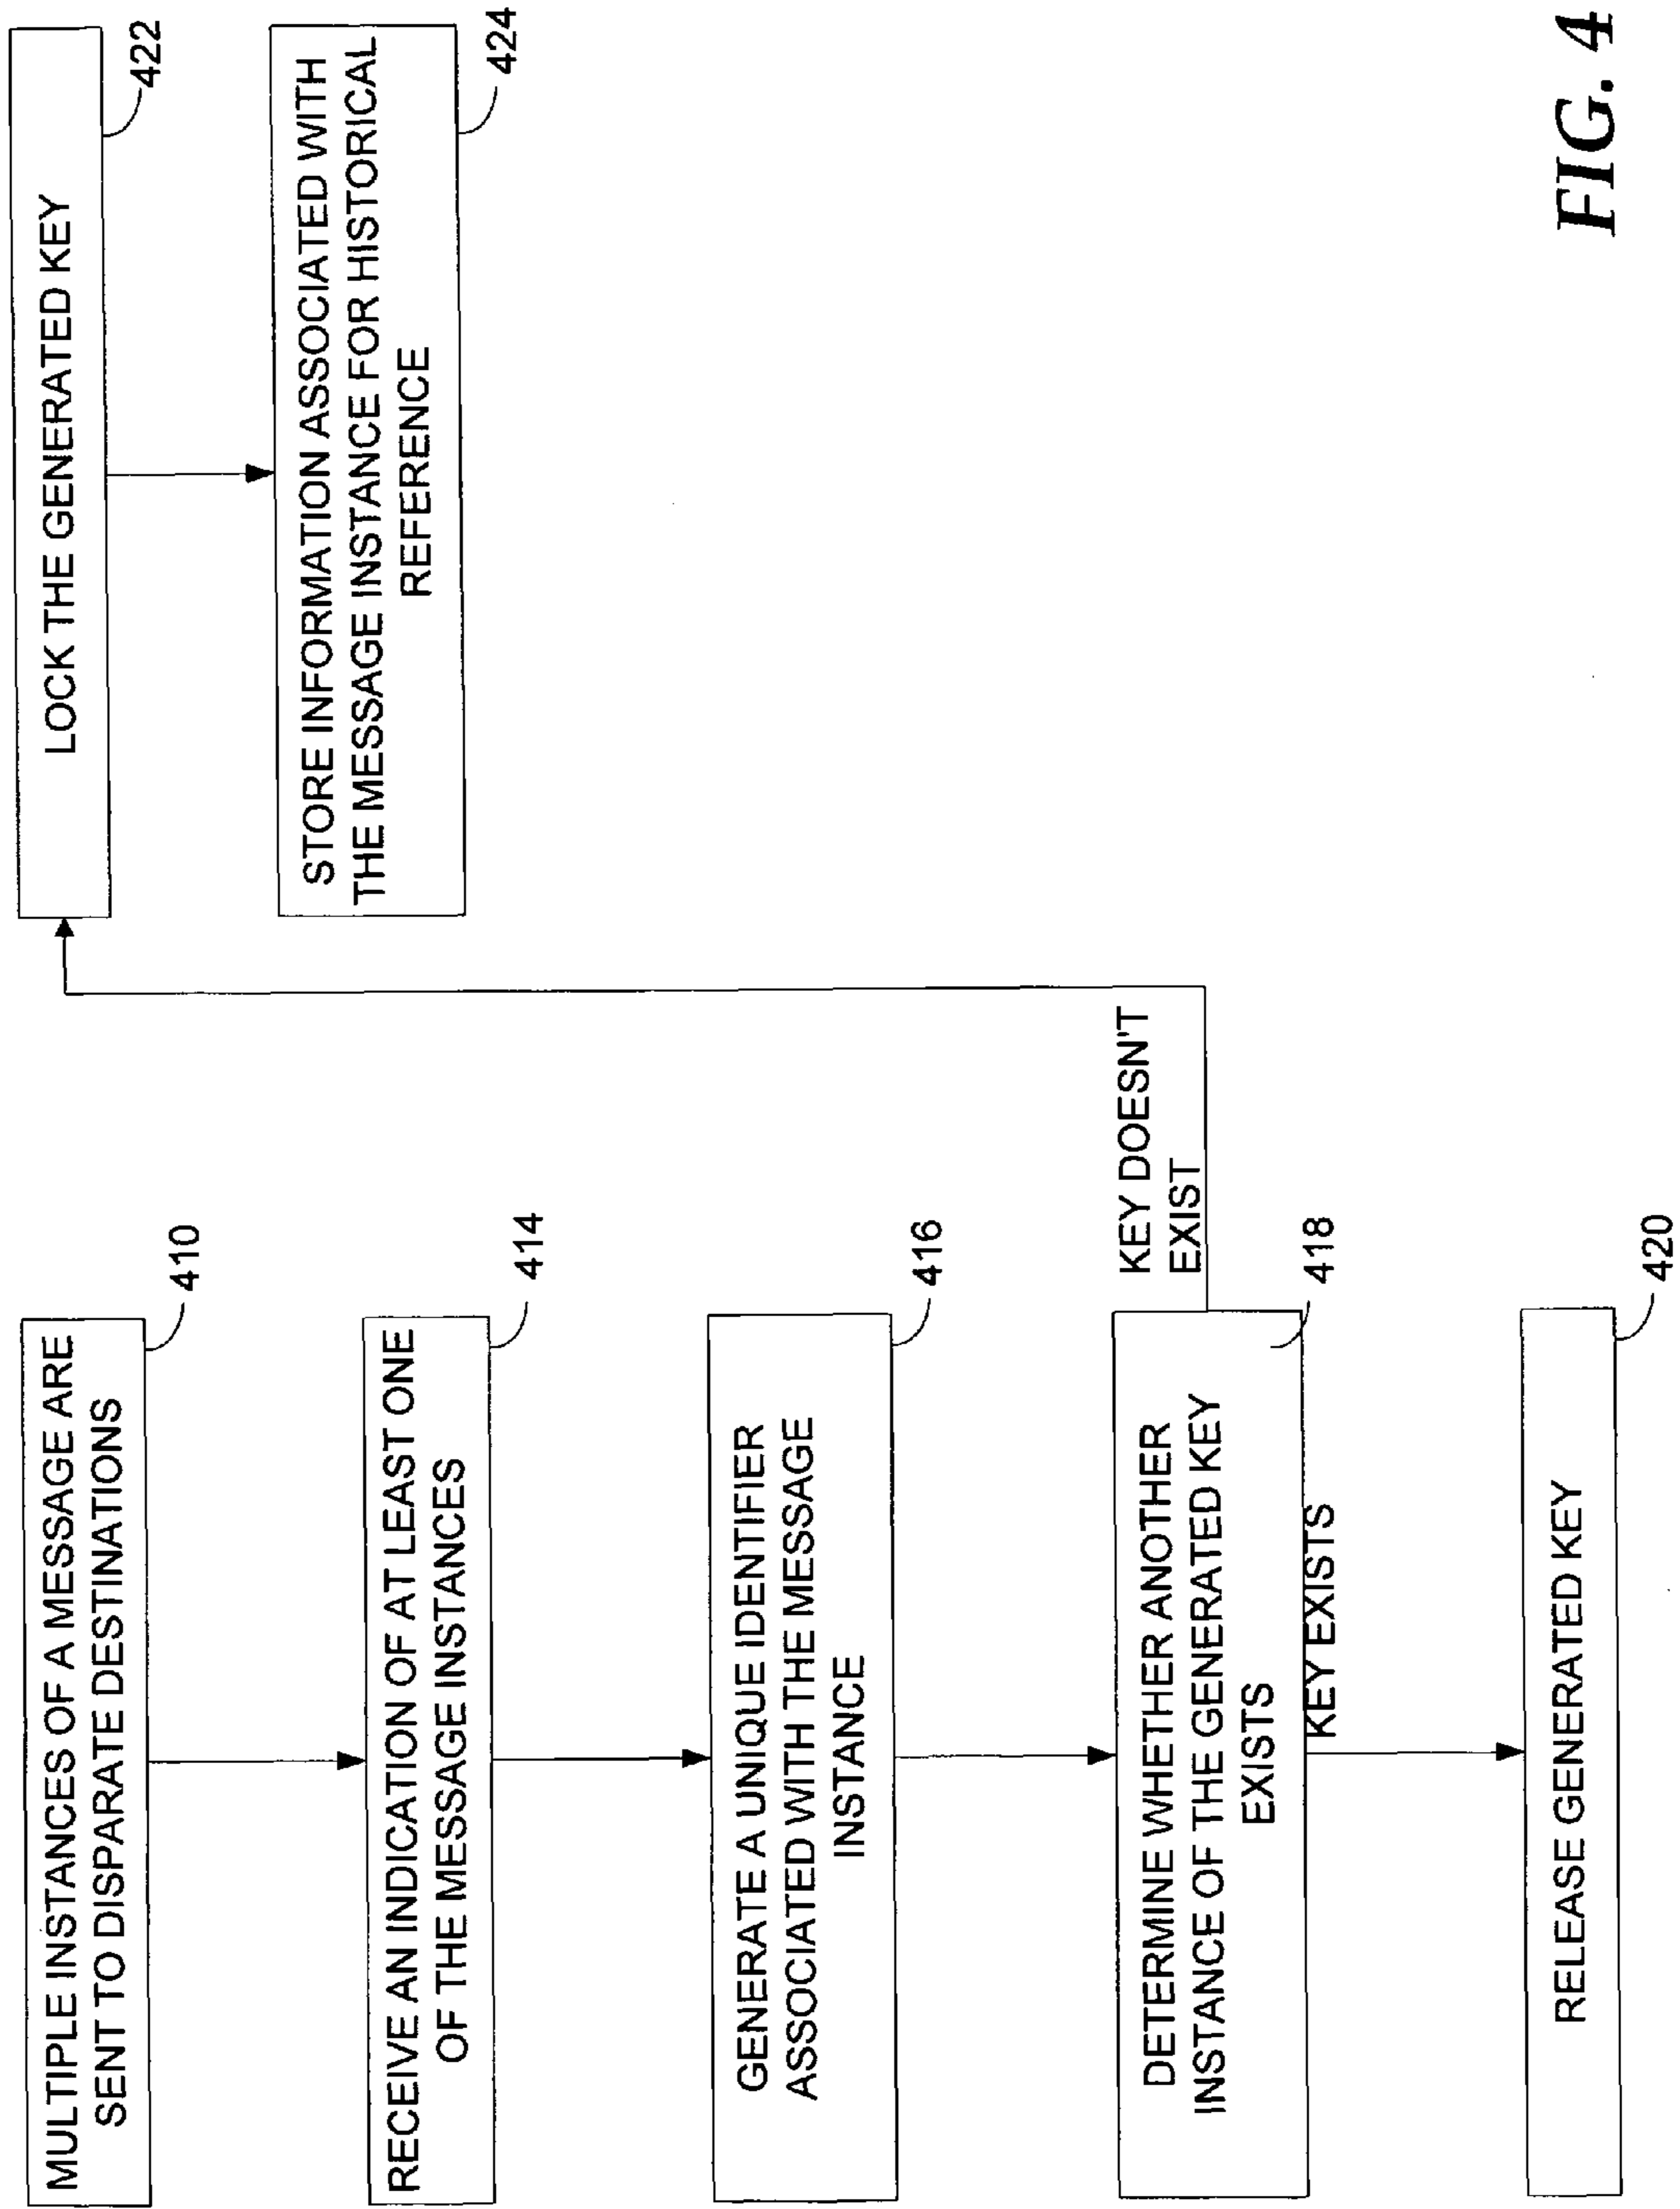 MULTIPLE INSTANCES OF A MESSAGE ARE
SENT TO DISPARATE DESTINATIONS
410
RECEIVE AN INDICATION OF AT LEAST ONE
OF THE MESSAGE INSTANCES
414
GENERATE A UNIQUE IDENTIFIER
ASSOCIATED WITH THE MESSAGE
INSTANCE
416
DETERMINE WHETHER ANOTHER
INSTANCE OF THE GENERATED KEY
EXISTS
418
KEY DOESN'T
EXIST
KEY EXISTS
RELEASE GENERATED KEY
420
LOCK THE GENERATED KEY
422
STORE INFORMATION ASSOCIATED WITH
THE MESSAGE INSTANCE FOR HISTORICAL
REFERENCE
424
FIG. 4